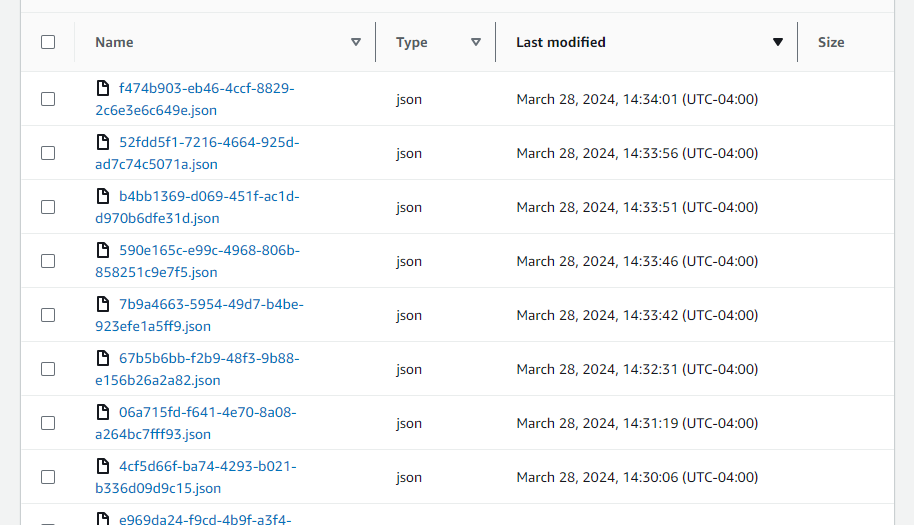 Name Type Last modified Size
f474b903-eb46-4ccf-8829-
2c6e3e6c649e.json
json March 28, 2024, 14:34:01 (UTC-04:00)
52fdd5f1-7216-4664-925d-
ad7c74c5071a.json
json March 28, 2024, 14:33:56 (UTC-04:00)
b4bb1369-d069-451f-ac1d-
d970b6dfe31d.json
json March 28, 2024, 14:33:51 (UTC-04:00)
590e165c-e99c-4968-806b-
858251c9e7f5.json
json March 28, 2024, 14:33:46 (UTC-04:00)
7b9a4663-5954-49d7-b4be-
923efe1a5ff9.json
json March 28, 2024, 14:33:42 (UTC-04:00)
67b5b6bb-f2b9-48f3-9b88-
e156b26a2a82.json
json March 28, 2024, 14:32:31 (UTC-04:00)
06a715fd-f641-4e70-8a08-
a264bc7fff93.json
json March 28, 2024, 14:31:19 (UTC-04:00)
4cf5d66f-ba74-4293-b021-
b336d09d9c15.json
json March 28, 2024, 14:30:06 (UTC-04:00)
e969da24-f9cd-4b9f-a3f4-